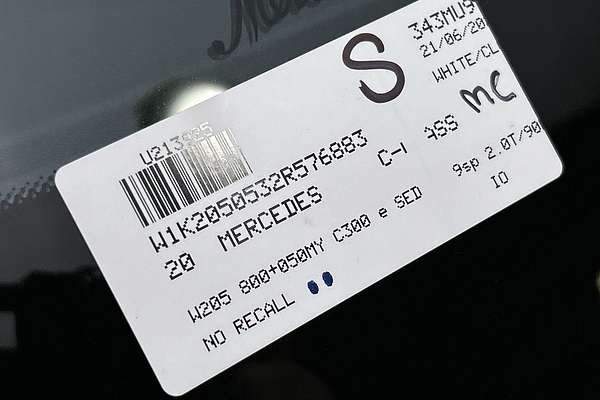 S
343MU9
21/06/20
WHITE/CL
MC
W1K2050532R576883
20 MERCEDES C-
ASS
W205 800+050MY C300 e SED 9sp 2.0T/90
NO RECALL
IO